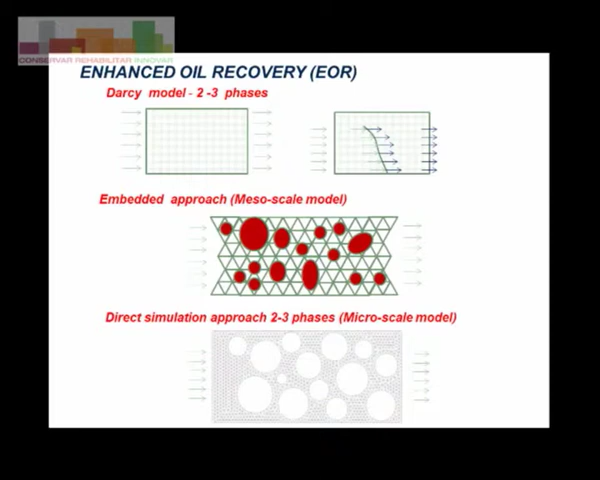 CONSERVAR REHABILITAR INNOVAR
ENHANCED OIL RECOVERY (EOR)
Darcy model - 2 -3 phases
Embedded approach (Meso-scale model)
Direct simulation approach 2-3 phases (Micro-scale model)